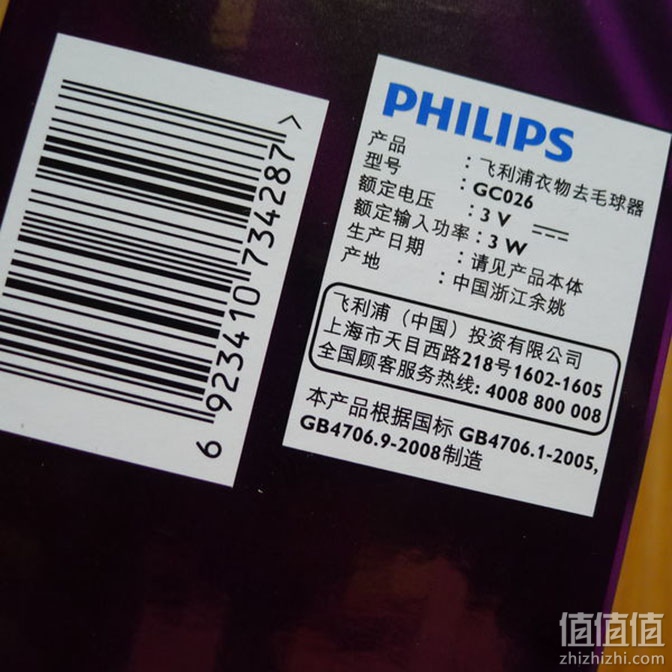 6 923410 734287 >
PHILIPS
产品 : 飞利浦衣物去毛球器
型号 : GC026
额定电压 : 3 V ⎓
额定输入功率 : 3 W
生产日期 : 请见产品本体
产地 : 中国浙江余姚
飞利浦（中国）投资有限公司
上海市天目西路218号1602-1605
全国顾客服务热线: 4008 800 008
本产品根据国标 GB4706.1-2005,
GB4706.9-2008制造
值值值
zhizhizhi.com